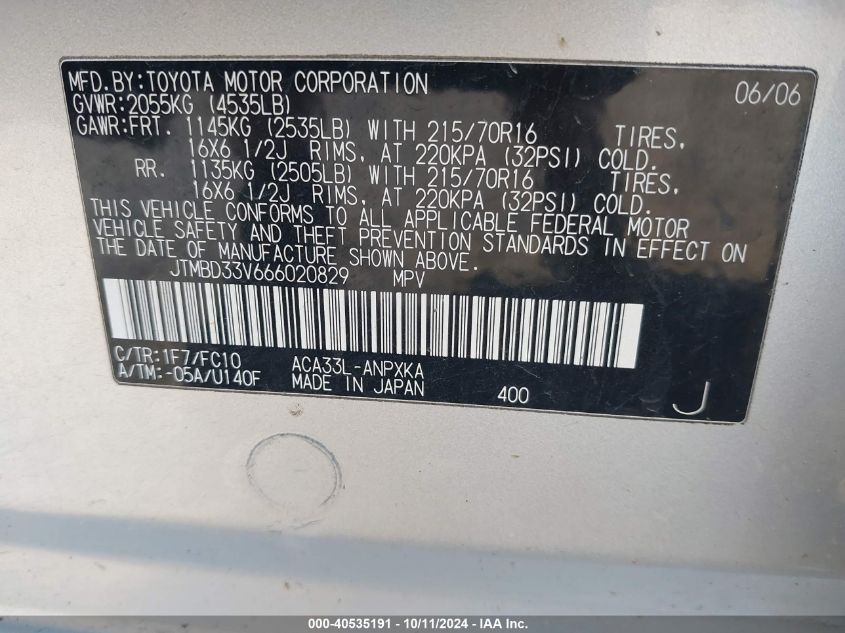 MFD.BY:TOYOTA MOTOR CORPORATION 06/06
GVWR:2055KG (4535LB)
GAWR:FRT. 1145KG (2535LB) WITH 215/70R16 TIRES,
16X6 1/2J RIMS, AT 220KPA (32PSI) COLD.
RR. 1135KG (2505LB) WITH 215/70R16 TIRES,
16X6 1/2J RIMS, AT 220KPA (32PSI) COLD.
THIS VEHICLE CONFORMS TO ALL APPLICABLE FEDERAL MOTOR
VEHICLE SAFETY AND THEFT PREVENTION STANDARDS IN EFFECT ON
THE DATE OF MANUFACTURE SHOWN ABOVE.
JTMBD33V666020829 MPV
C/TR:1F7/FC10 ACA33L-ANPXKA
A/TM:-05A/U140F MADE IN JAPAN 400 J
000-40535191 - 10/11/2024 - IAA Inc.